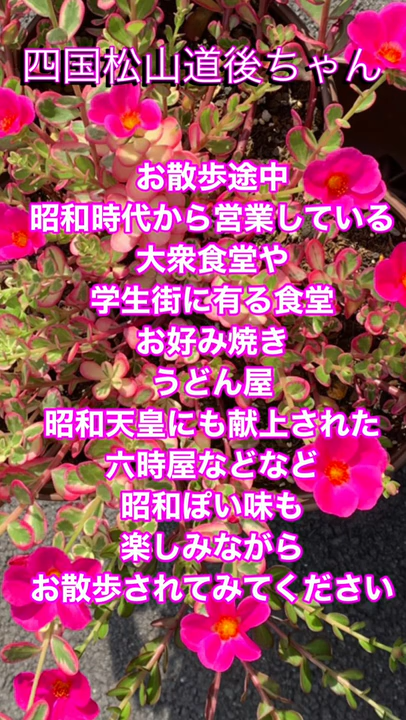 四国松山道後ちゃん
お散歩途中
昭和時代から営業している
大衆食堂や
学生街に有る食堂
お好み焼き
うどん屋
昭和天皇にも献上された
六時屋などなど
昭和ぽい味も
楽しみながら
お散歩されてみてください